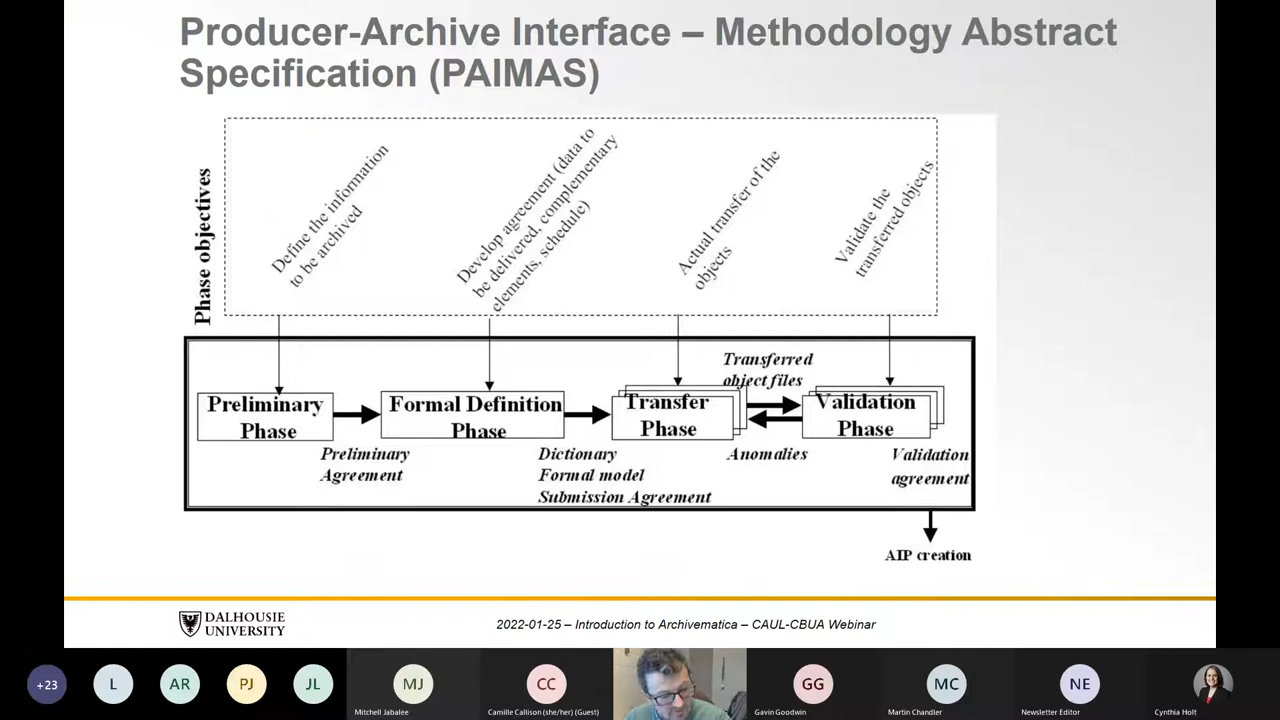 Producer-Archive Interface – Methodology Abstract
Specification (PAIMAS)
Phase objectives
Define the information
to be archived
Develop agreement (data to
be delivered, complementary
elements, schedule)
Actual transfer of the
objects
Validate the
transferred objects
Preliminary
Phase
Formal Definition
Phase
Transfer
Phase
Transferred
object files
Validation
Phase
Preliminary
Agreement
Dictionary
Formal model
Submission Agreement
Anomalies
Validation
agreement
AIP creation
DALHOUSIE
UNIVERSITY
2022-01-25 – Introduction to Archivematica – CAUL-CBUA Webinar
+23
L
AR
PJ
JL
MJ
Mitchell Jabalee
CC
Camille Callison (she/her) (Guest)
GG
Gavin Goodwin
MC
Martin Chandler
NE
Newsletter Editor
Cynthia Holt